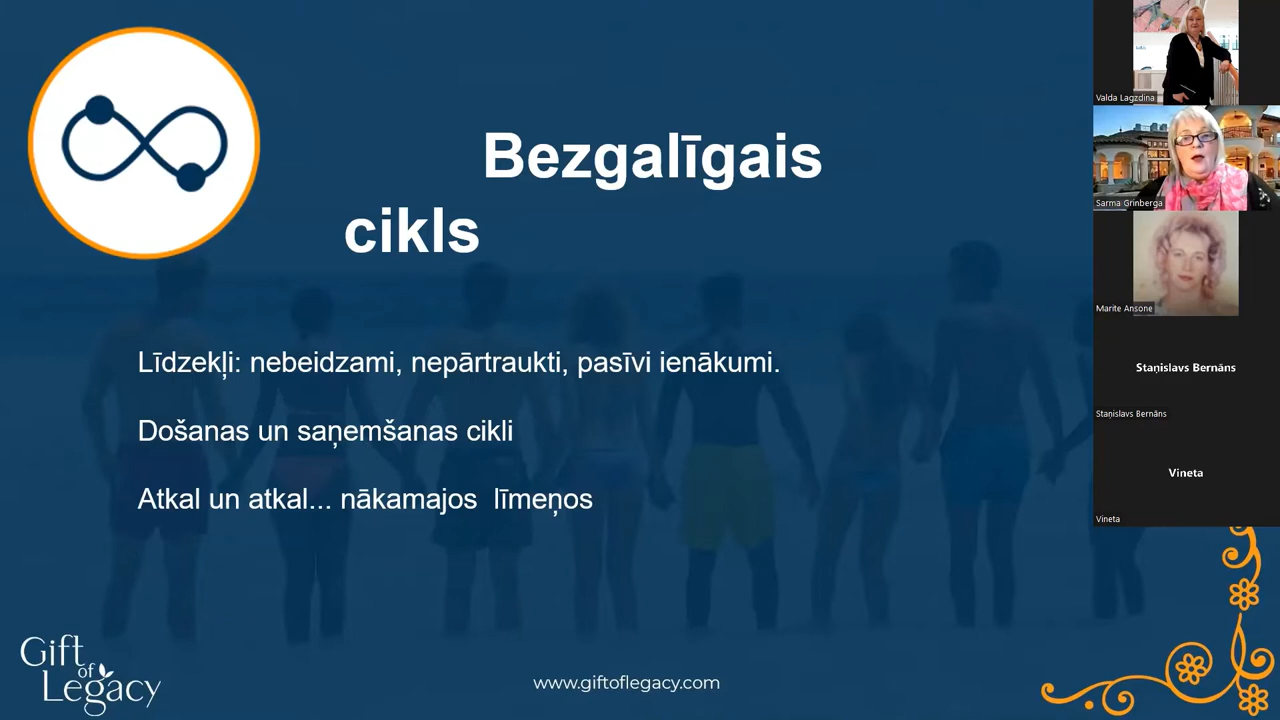 Bezgalīgais
cikls
Līdzekļi: nebeidzami, nepārtraukti, pasīvi ienākumi.
Došanas un saņemšanas cikli
Atkal un atkal... nākamajos līmeņos
Gift
of
Legacy
www.giftoflegacy.com
Valda Lagzdina
Sarma Grinberga
Marite Ansone
Staņislavs Bernāns
Staņislavs Bernāns
Vineta
Vineta